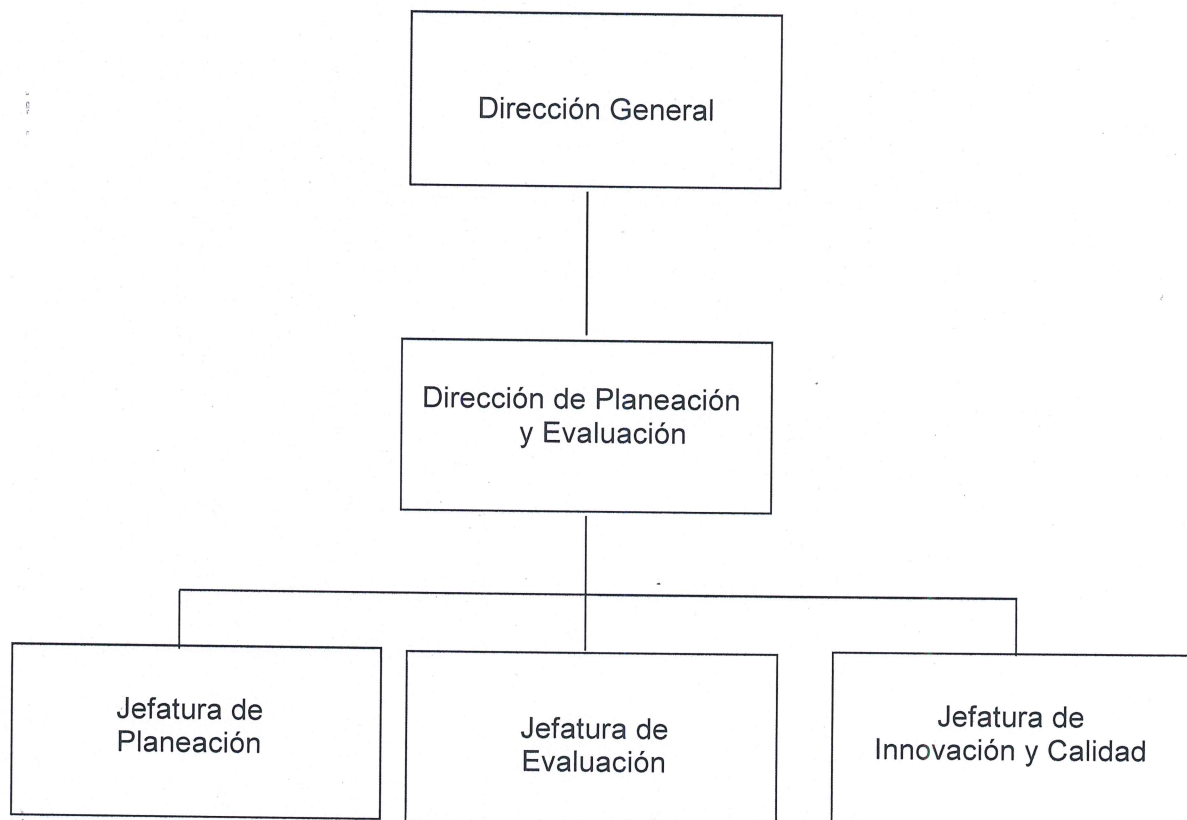 Dirección General
Dirección de Planeación
y Evaluación
Jefatura de
Planeación
Jefatura de
Evaluación
Jefatura de
Innovación y Calidad